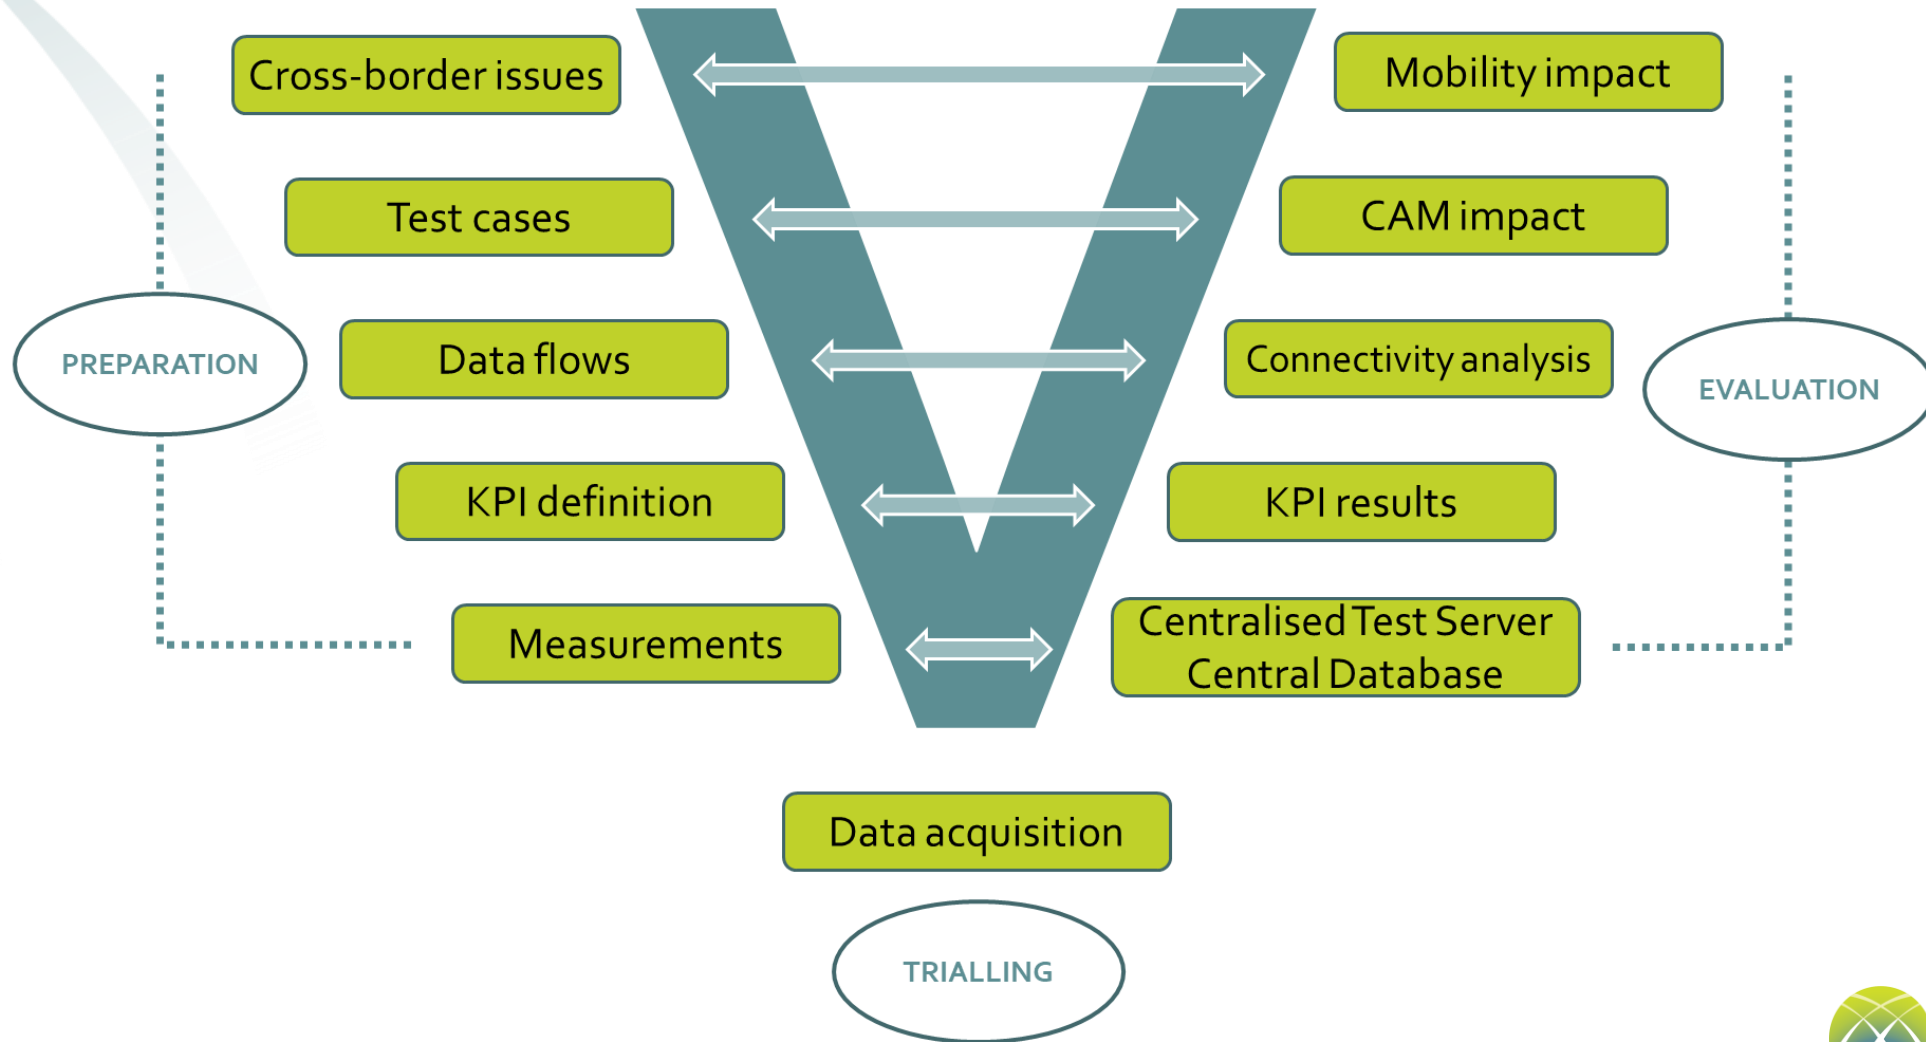 Cross-border issues
Mobility impact
Test cases
CAM impact
PREPARATION
Data flows
Connectivity analysis
EVALUATION
KPI definition
KPI results
Measurements
Centralised Test Server
Central Database
Data acquisition
TRIALLING